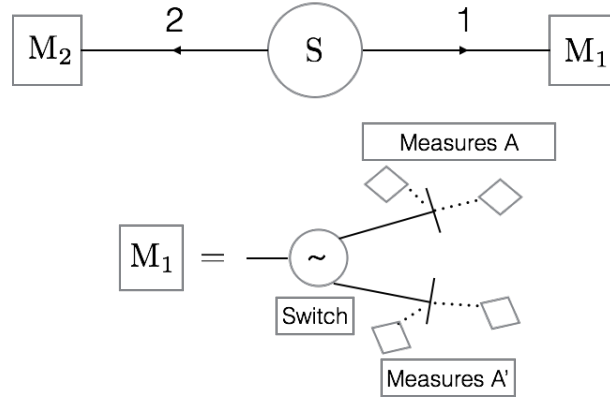 2 1
M₂ S M₁
Measures A
M₁ = ~
Switch
Measures A'